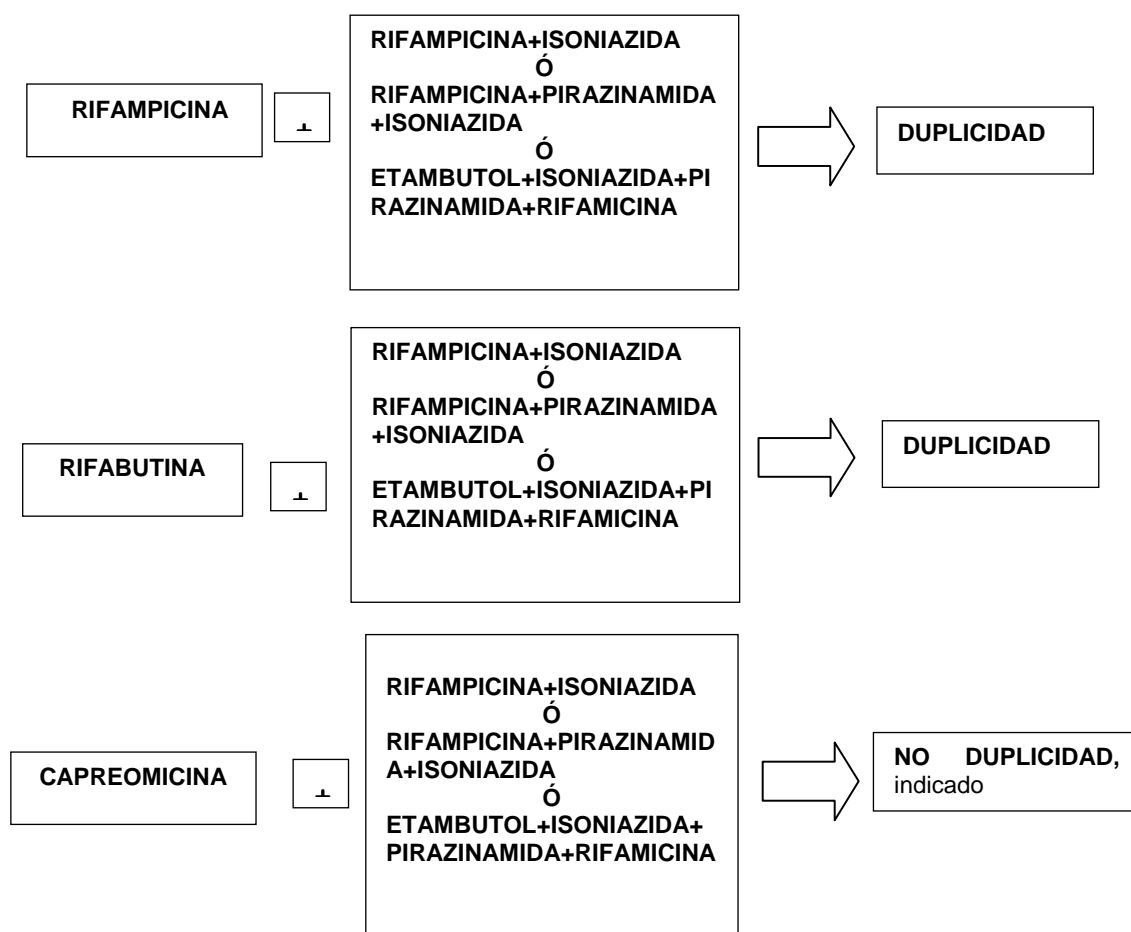 RIFAMPICINA
+
RIFAMPICINA+ISONIAZIDA
Ó
RIFAMPICINA+PIRAZINAMIDA
+ISONIAZIDA
Ó
ETAMBUTOL+ISONIAZIDA+PI
RAZINAMIDA+RIFAMICINA
DUPLICIDAD
RIFABUTINA
+
RIFAMPICINA+ISONIAZIDA
Ó
RIFAMPICINA+PIRAZINAMIDA
+ISONIAZIDA
Ó
ETAMBUTOL+ISONIAZIDA+PI
RAZINAMIDA+RIFAMICINA
DUPLICIDAD
CAPREOMICINA
+
RIFAMPICINA+ISONIAZIDA
Ó
RIFAMPICINA+PIRAZINAMID
A+ISONIAZIDA
Ó
ETAMBUTOL+ISONIAZIDA+
PIRAZINAMIDA+RIFAMICINA
NO DUPLICIDAD,
indicado